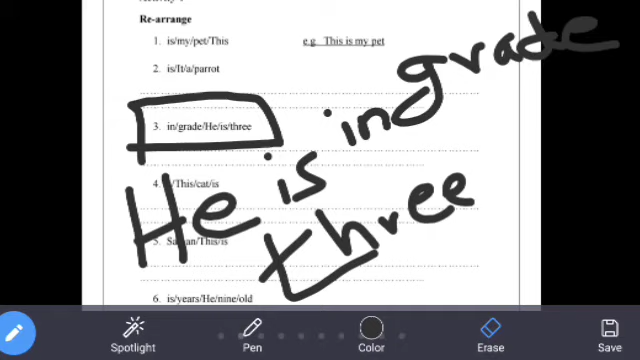 Re-arrange
1. is/my/pet/This e.g This is my pet
2. is/It/a/parrot
3. in/grade/He/is/three
He is in grade
three
4. /This/cat/is
5. /This/is
6. is/years/He/nine/old
Spotlight Pen Color Erase Save